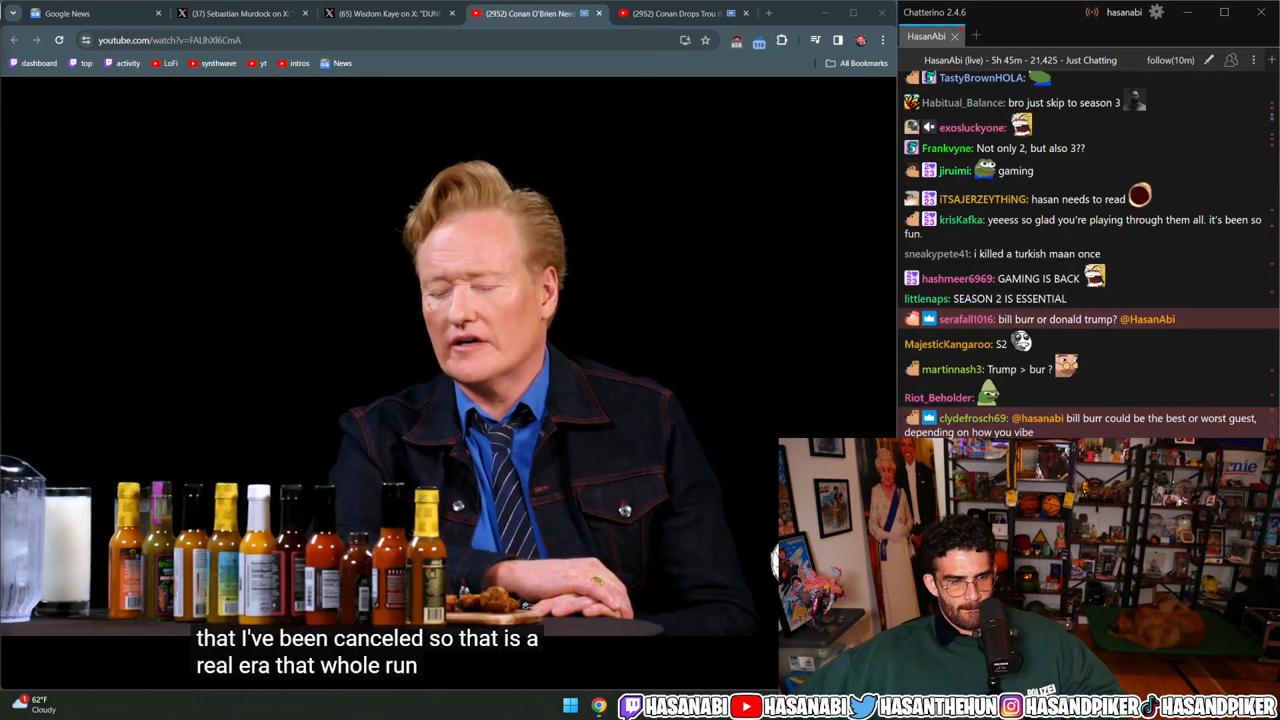 Google News
(37) Sebastian Murdock on X: "
(65) Wisdom Kaye on X: "DUN
(2952) Conan O'Brien Nee
(2952) Conan Drops Trou &
youtube.com/watch?v=FALlhXl6CmA
658
110
dashboard
top
activity
LoFi
synthwave
yt
intros
News
All Bookmarks
Chatterino 2.4.6
hasanabi
HasanAbi
HasanAbi (live) - 5h 45m - 21,425 - Just Chatting
follow(10m)
TastyBrownHOLA:
Habitual_Balance: bro just skip to season 3
exosluckyone:
Frankvyne: Not only 2, but also 3??
jiruimi: gaming
iTSAJERZEYTHiNG: hasan needs to read
krisKafka: yeeess so glad you're playing through them all. it's been so
fun.
sneakypete41: i killed a turkish maan once
hashmeer6969: GAMING IS BACK
littlenaps: SEASON 2 IS ESSENTIAL
serafall1016: bill burr or donald trump? @HasanAbi
MajesticKangaroo: S2
martinnash3: Trump > bur ?
Riot_Beholder:
clydefrosch69: @hasanabi bill burr could be the best or worst guest,
depending on how you vibe
ernie
POLIZEI
that I've been canceled so that is a
real era that whole run
1
62°F
Cloudy
HASANABI
HASANABI
HASANTHEHUN
HASANDPIKER
HASANDPIKER